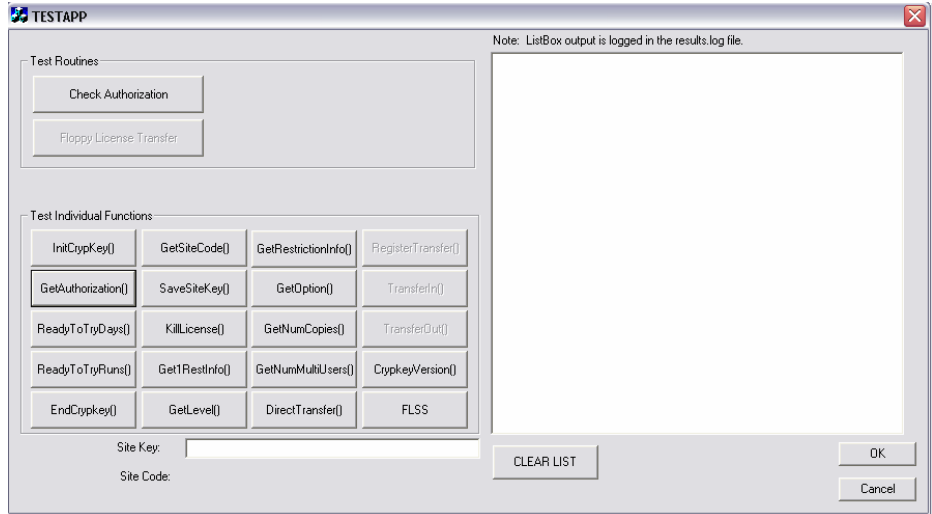 TESTAPP
Note: ListBox output is logged in the results.log file.
Test Routines
Check Authorization
Floppy License Transfer
Test Individual Functions
InitCrypKey() GetSiteCode() GetRestrictionInfo() RegisterTransfer()
GetAuthorization() SaveSiteKey() GetOption() TransferIn()
ReadyToTryDays() KillLicense() GetNumCopies() TransferOut()
ReadyToTryRuns() Get1RestInfo() GetNumMultiUsers() CrypkeyVersion()
EndCrypkey() GetLevel() DirectTransfer() FLSS
Site Key:
Site Code:
CLEAR LIST
OK
Cancel